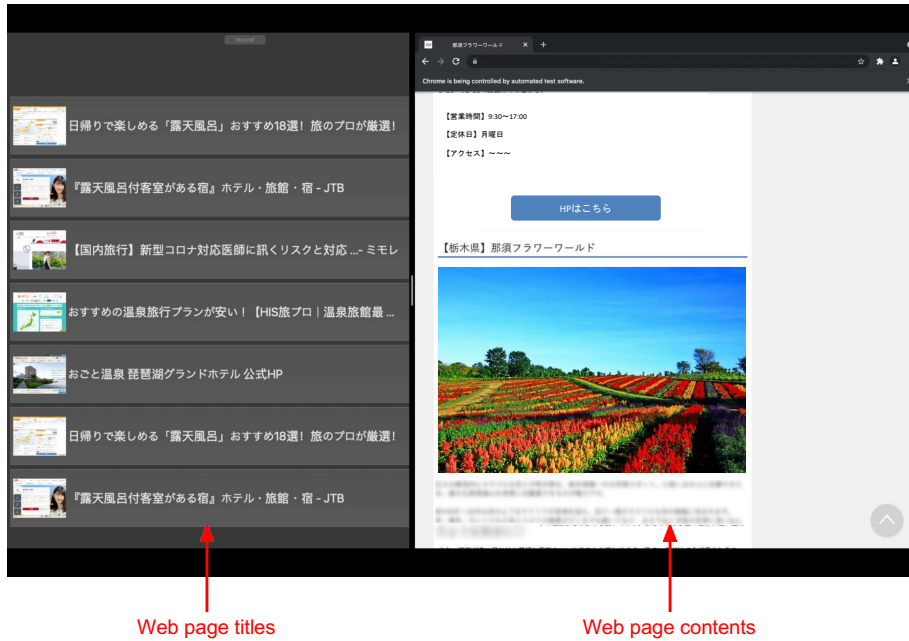 record
日帰りで楽しめる「露天風呂」おすすめ18選！旅のプロが厳選！
『露天風呂付客室がある宿』ホテル・旅館・宿 - JTB
【国内旅行】新型コロナ対応医師に訊くリスクと対応 ...- ミモレ
おすすめの温泉旅行プランが安い！【HIS旅プロ｜温泉旅館最 ...
おごと温泉 琵琶湖グランドホテル 公式HP
日帰りで楽しめる「露天風呂」おすすめ18選！旅のプロが厳選！
『露天風呂付客室がある宿』ホテル・旅館・宿 - JTB
那須フラワーワールド
Chrome is being controlled by automated test software.
【営業時間】9:30〜17:00
【定休日】月曜日
【アクセス】〜〜〜
HPはこちら
【栃木県】那須フラワーワールド
Web page titles
Web page contents